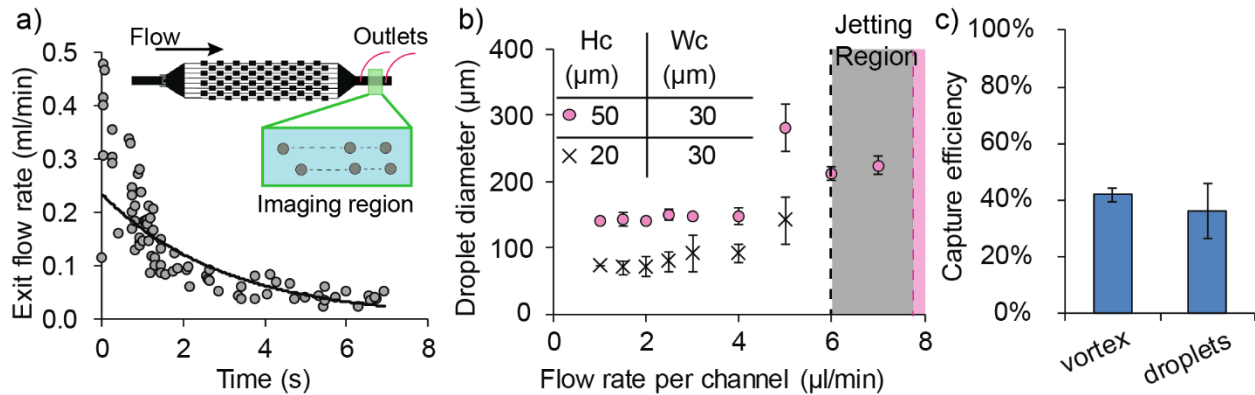 a)
Flow
Outlets
Imaging region
Exit flow rate (ml/min)
0.5
0.4
0.3
0.2
0.1
0.0
0 2 4 6 8
Time (s)
b)
Hc Wc
(µm) (µm)
50 30
20 30
Jetting
Region
Droplet diameter (µm)
400
300
200
100
0
0 2 4 6 8
Flow rate per channel (µl/min)
c)
Capture efficiency
100%
80%
60%
40%
20%
0%
vortex
droplets